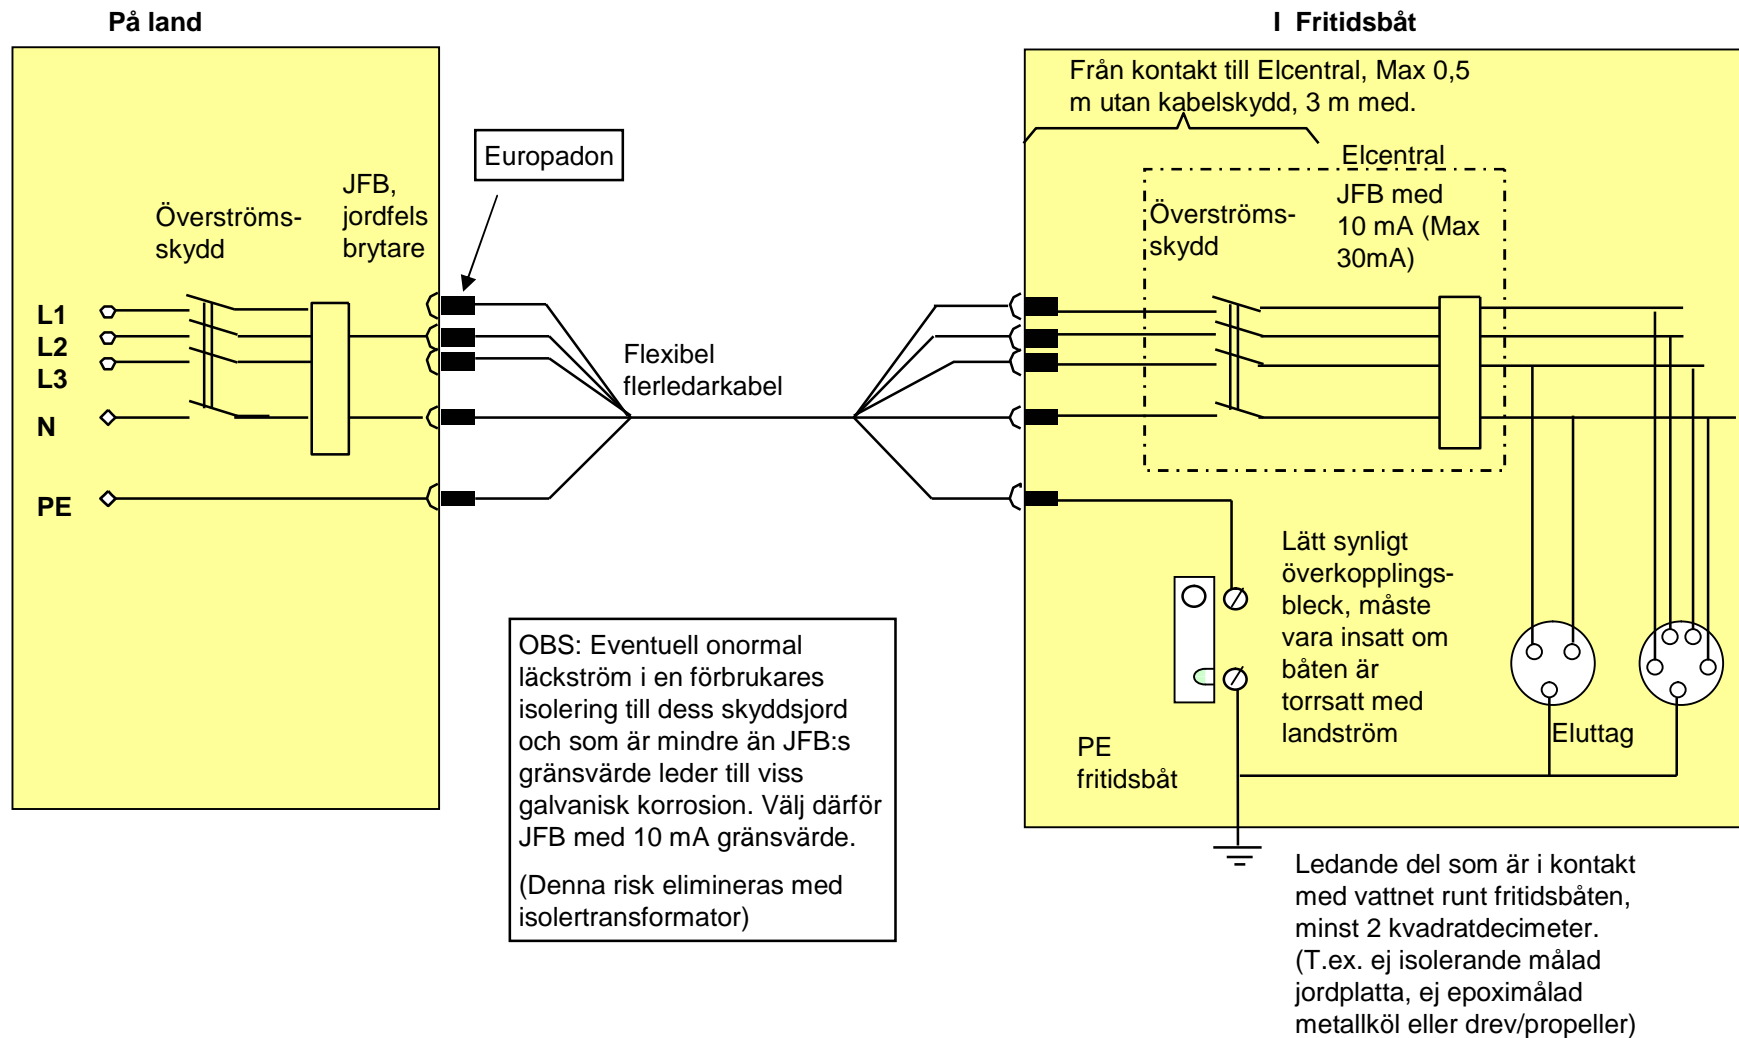 På land
I Fritidsbåt
Från kontakt till Elcentral, Max 0,5
m utan kabelskydd, 3 m med.
Europadon
Elcentral
JFB,
jordfels
brytare
Överströms-
skydd
JFB med
10 mA (Max
30mA)
Överströms-
skydd
L1
L2
L3
N
PE
Flexibel
flerledarkabel
Lätt synligt
överkopplings-
bleck, måste
vara insatt om
båten är
torrsatt med
landström
Eluttag
PE
fritidsbåt
OBS: Eventuell onormal
läckström i en förbrukares
isolering till dess skyddsjord
och som är mindre än JFB:s
gränsvärde leder till viss
galvanisk korrosion. Välj därför
JFB med 10 mA gränsvärde.
(Denna risk elimineras med
isolertransformator)
Ledande del som är i kontakt
med vattnet runt fritidsbåten,
minst 2 kvadratdecimeter.
(T.ex. ej isolerande målad
jordplatta, ej epoximålad
metallköl eller drev/propeller)